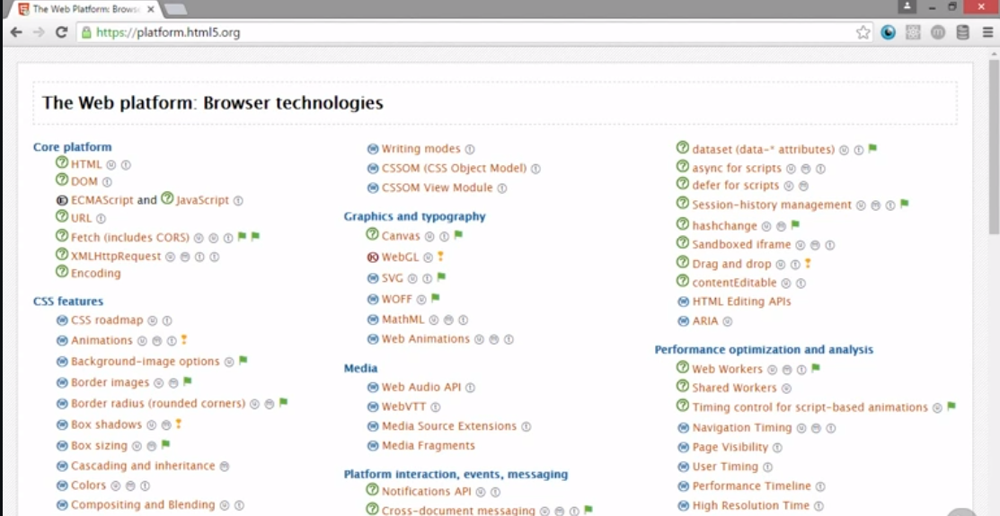 The Web Platform: Brows
https://platform.html5.org
The Web platform: Browser technologies
Core platform
HTML
DOM
ECMAScript and JavaScript
URL
Fetch (includes CORS)
XMLHttpRequest
Encoding
CSS features
CSS roadmap
Animations
Background-image options
Border images
Border radius (rounded corners)
Box shadows
Box sizing
Cascading and inheritance
Colors
Compositing and Blending
Writing modes
CSSOM (CSS Object Model)
CSSOM View Module
Graphics and typography
Canvas
WebGL
SVG
WOFF
MathML
Web Animations
Media
Web Audio API
WebVTT
Media Source Extensions
Media Fragments
Platform interaction, events, messaging
Notifications API
Cross-document messaging
dataset (data-* attributes)
async for scripts
defer for scripts
Session-history management
hashchange
Sandboxed iframe
Drag and drop
contentEditable
HTML Editing APIs
ARIA
Performance optimization and analysis
Web Workers
Shared Workers
Timing control for script-based animations
Navigation Timing
Page Visibility
User Timing
Performance Timeline
High Resolution Time